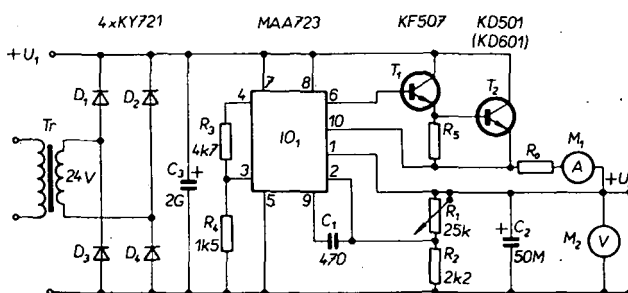 4xKY721 MAA723 KF507 KD501
(KD601)
+U₁
D₁ D₂
Tr
24V
D₃ D₄
C₃ +
2G
R₃
4k7
R₄
1k5
7 8
4 6
10
3 1
2
5 9
IO₁
C₁
470
T₁ T₂
R₅
R₀
M₁
A
+U
R₁
25k
R₂
2k2
+ C₂
50M
M₂
V